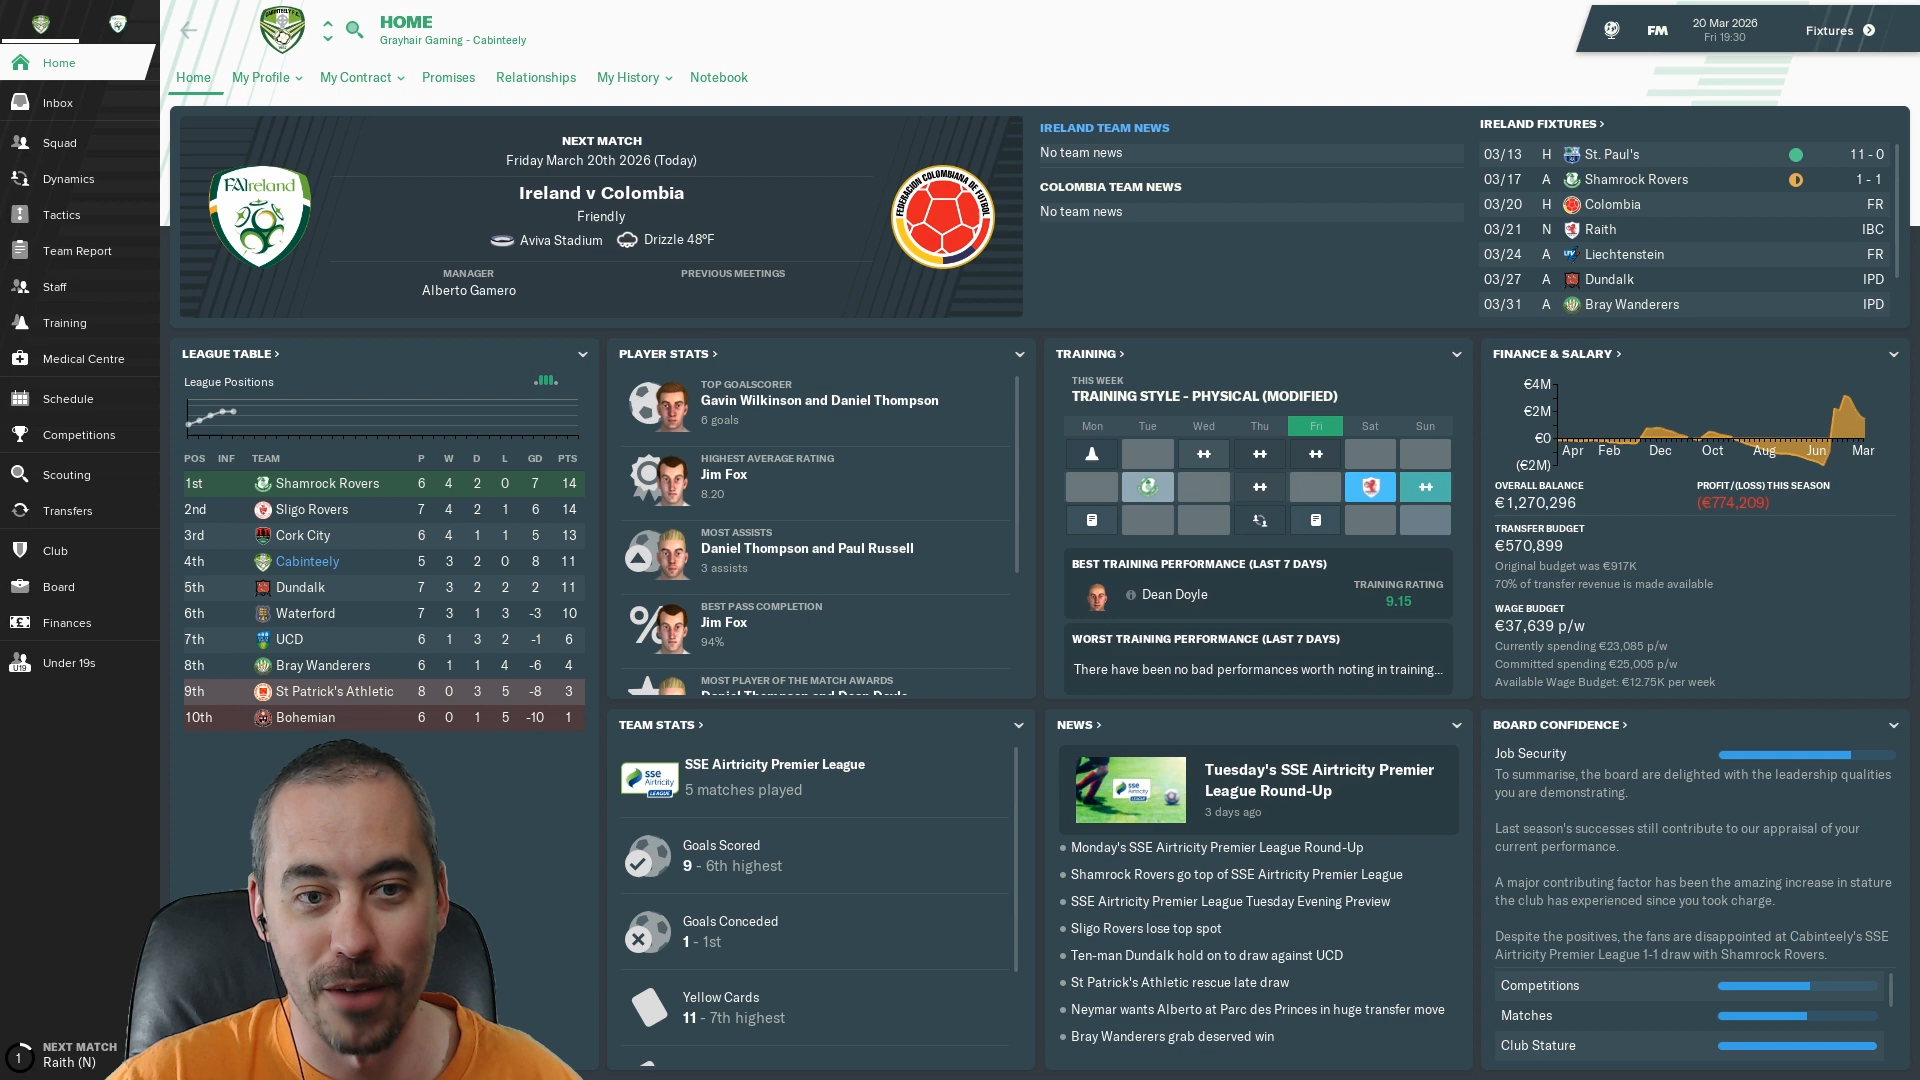 HOME
Grayhair Gaming - Cabinteely
FM
20 Mar 2026
Fri 19:30
Fixtures
Home
My Profile
My Contract
Promises
Relationships
My History
Notebook
Home
Inbox
Squad
Dynamics
Tactics
Team Report
Staff
Training
Medical Centre
Schedule
Competitions
Scouting
Transfers
Club
Board
Finances
U19
Under 19s
1
NEXT MATCH
Raith (N)
FAIreland
NEXT MATCH
Friday March 20th 2026 (Today)
Ireland v Colombia
Friendly
Aviva Stadium
Drizzle 48°F
MANAGER
Alberto Gamero
PREVIOUS MEETINGS
FEDERACION COLOMBIANA DE FUTBOL
IRELAND TEAM NEWS
No team news
COLOMBIA TEAM NEWS
No team news
IRELAND FIXTURES >
03/13 H St. Paul's 11 - 0
03/17 A Shamrock Rovers 1 - 1
03/20 H Colombia FR
03/21 N Raith IBC
03/24 A Liechtenstein FR
03/27 A Dundalk IPD
03/31 A Bray Wanderers IPD
LEAGUE TABLE >
League Positions
POS INF TEAM P W D L GD PTS
1st Shamrock Rovers 6 4 2 0 7 14
2nd Sligo Rovers 7 4 2 1 6 14
3rd Cork City 6 4 1 1 5 13
4th Cabinteely 5 3 2 0 8 11
5th Dundalk 7 3 2 2 2 11
6th Waterford 7 3 1 3 -3 10
7th UCD 6 1 3 2 -1 6
8th Bray Wanderers 6 1 1 4 -6 4
9th St Patrick's Athletic 8 0 3 5 -8 3
10th Bohemian 6 0 1 5 -10 1
PLAYER STATS >
TOP GOALSCORER
Gavin Wilkinson and Daniel Thompson
6 goals
HIGHEST AVERAGE RATING
Jim Fox
8.20
MOST ASSISTS
Daniel Thompson and Paul Russell
3 assists
%
BEST PASS COMPLETION
Jim Fox
94%
MOST PLAYER OF THE MATCH AWARDS
Daniel Thompson and Dean Doyle
TRAINING >
THIS WEEK
TRAINING STYLE - PHYSICAL (MODIFIED)
Mon Tue Wed Thu Fri Sat Sun
BEST TRAINING PERFORMANCE (LAST 7 DAYS)
Dean Doyle
TRAINING RATING
9.15
WORST TRAINING PERFORMANCE (LAST 7 DAYS)
There have been no bad performances worth noting in training...
FINANCE & SALARY >
€4M
€2M
€0
(€2M)
Apr Feb Dec Oct Aug Jun Mar
OVERALL BALANCE
€1,270,296
PROFIT/(LOSS) THIS SEASON
(€774,209)
TRANSFER BUDGET
€570,899
Original budget was €917K
70% of transfer revenue is made available
WAGE BUDGET
€37,639 p/w
Currently spending €23,085 p/w
Committed spending €25,005 p/w
Available Wage Budget: €12.75K per week
TEAM STATS >
sse Airtricity LEAGUE
SSE Airtricity Premier League
5 matches played
Goals Scored
9 - 6th highest
Goals Conceded
1 - 1st
Yellow Cards
11 - 7th highest
NEWS >
sse Airtricity
Tuesday's SSE Airtricity Premier
League Round-Up
3 days ago
Monday's SSE Airtricity Premier League Round-Up
Shamrock Rovers go top of SSE Airtricity Premier League
SSE Airtricity Premier League Tuesday Evening Preview
Sligo Rovers lose top spot
Ten-man Dundalk hold on to draw against UCD
St Patrick's Athletic rescue late draw
Neymar wants Alberto at Parc des Princes in huge transfer move
Bray Wanderers grab deserved win
BOARD CONFIDENCE >
Job Security
To summarise, the board are delighted with the leadership qualities
you are demonstrating.
Last season's successes still contribute to our appraisal of your
current performance.
A major contributing factor has been the amazing increase in stature
the club has experienced since you took charge.
Despite the positives, the fans are disappointed at Cabinteely's SSE
Airtricity Premier League 1-1 draw with Shamrock Rovers.
Competitions
Matches
Club Stature